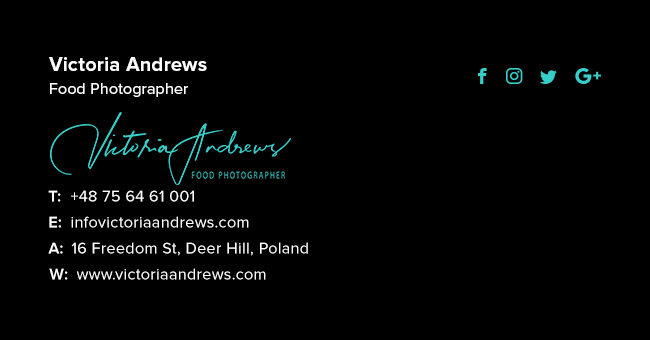 Victoria Andrews
Food Photographer
Victoria Andrews
FOOD PHOTOGRAPHER
T: +48 75 64 61 001
E: infovictoriaandrews.com
A: 16 Freedom St, Deer Hill, Poland
W: www.victoriaandrews.com